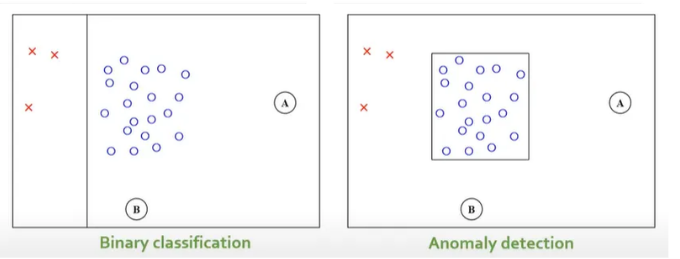 A
B
Binary classification
A
B
Anomaly detection